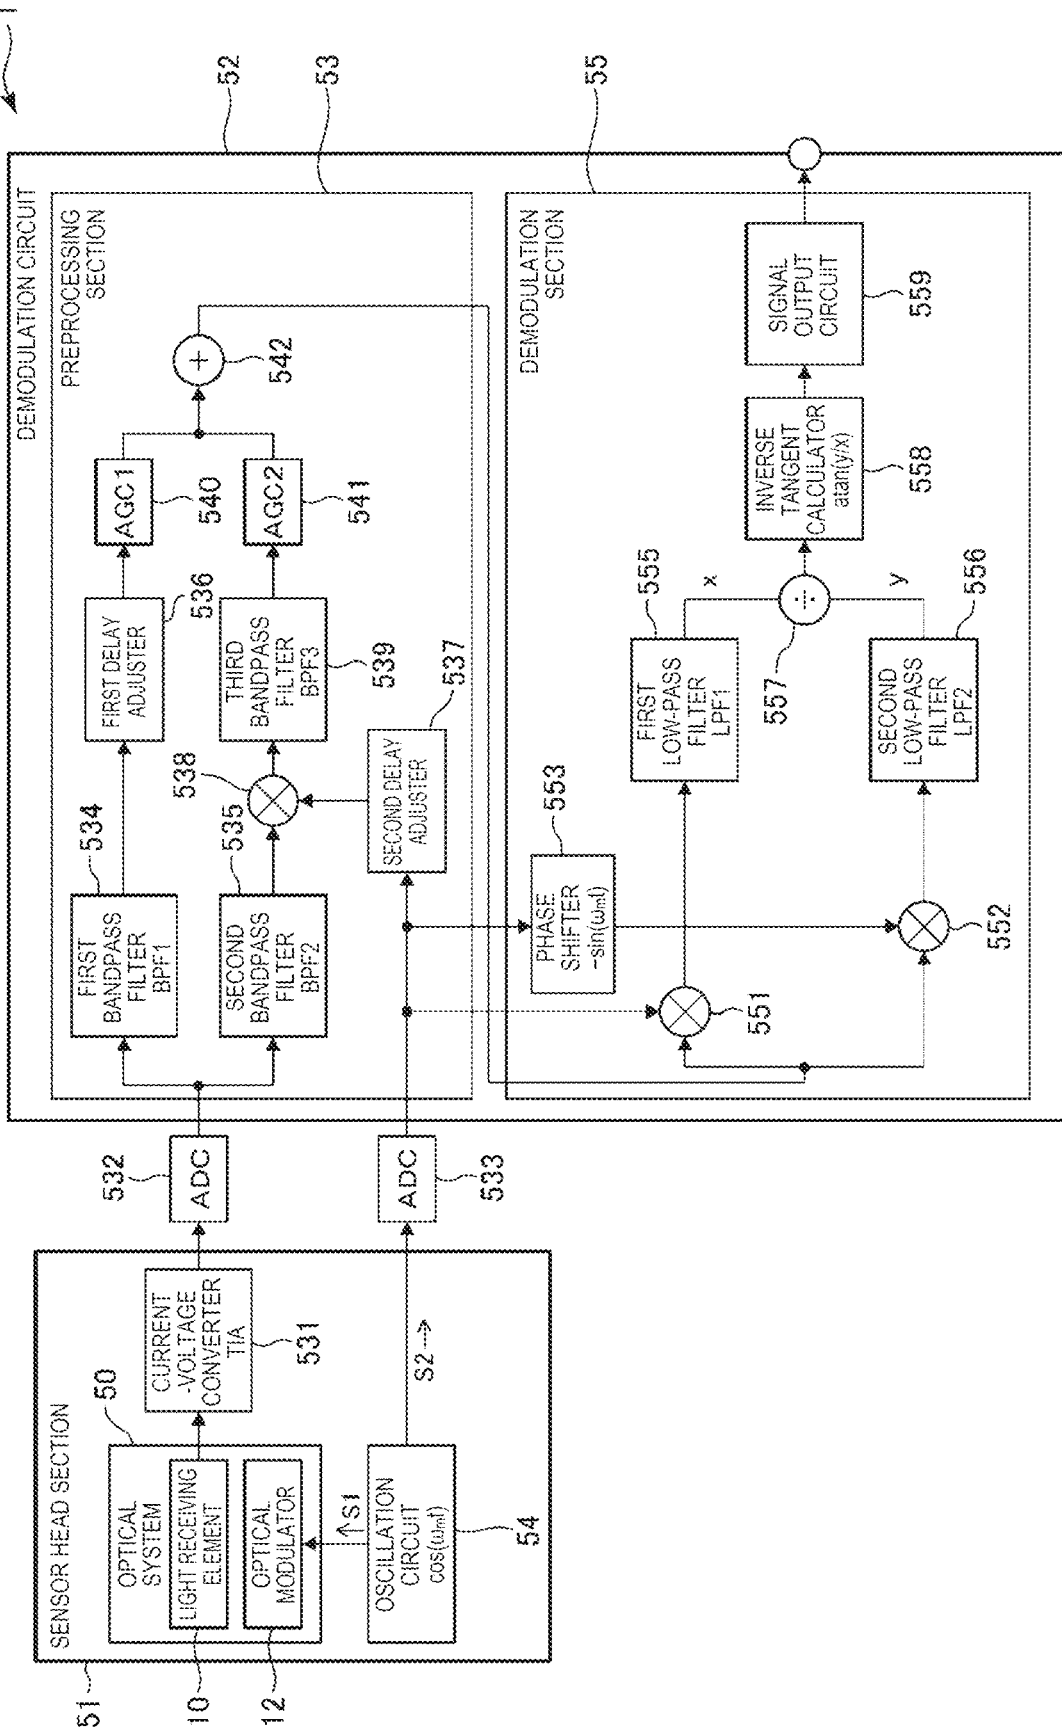 1
51
SENSOR HEAD SECTION
50
OPTICAL
SYSTEM
10
LIGHT RECEIVING
ELEMENT
12
OPTICAL
MODULATOR
CURRENT
-VOLTAGE
CONVERTER
TIA
531
↑S1
OSCILLATION
CIRCUIT
cos(ωmt)
54
S2-->
532
ADC
ADC
533
52
DEMODULATION CIRCUIT
53
PREPROCESSING
SECTION
534
FIRST
BANDPASS
FILTER
BPF1
535
SECOND
BANDPASS
FILTER
BPF2
FIRST DELAY
ADJUSTER
536
538
THIRD
BANDPASS
FILTER
BPF3
539
SECOND DELAY
ADJUSTER
537
AGC1
540
AGC2
541
+
542
55
DEMODULATION
SECTION
553
PHASE
SHIFTER
−sin(ωmt)
551
552
FIRST
LOW-PASS
FILTER
LPF1
555
SECOND
LOW-PASS
FILTER
LPF2
556
x
÷
y
557
INVERSE
TANGENT
CALCULATOR
atan(y/x)
558
SIGNAL
OUTPUT
CIRCUIT
559